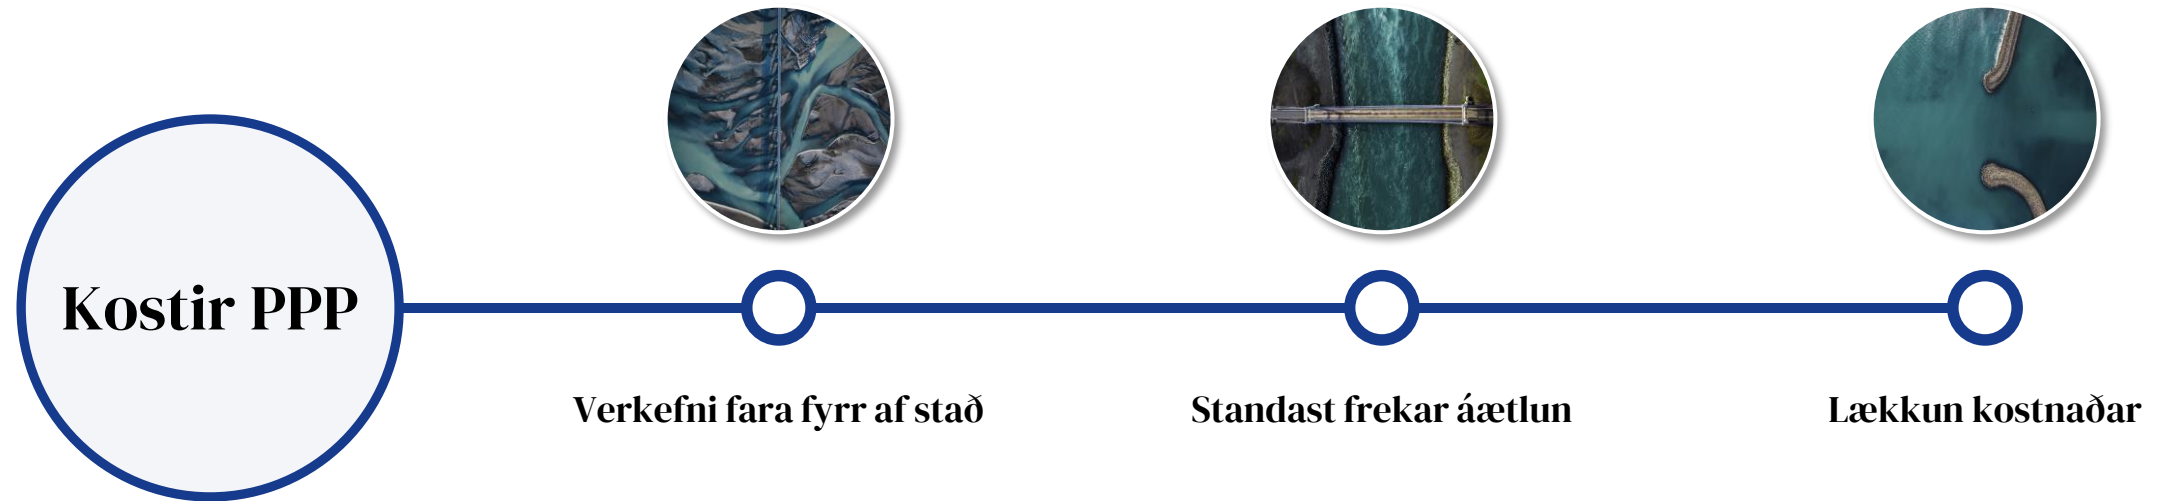 Kostir PPP
Verkefni fara fyrr af stað
Standast frekar áætlun
Lækkun kostnaðar